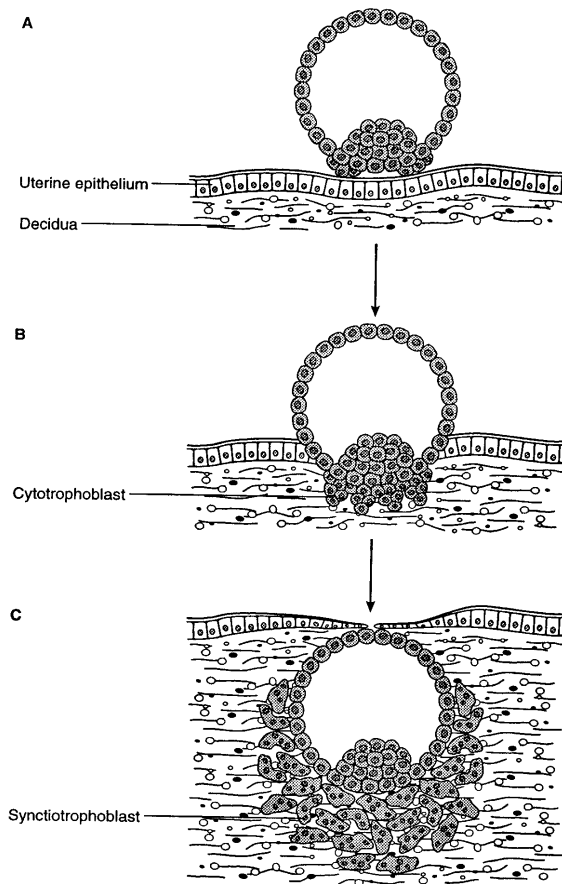 A
Uterine epithelium
Decidua
B
Cytotrophoblast
C
Synctiotrophoblast